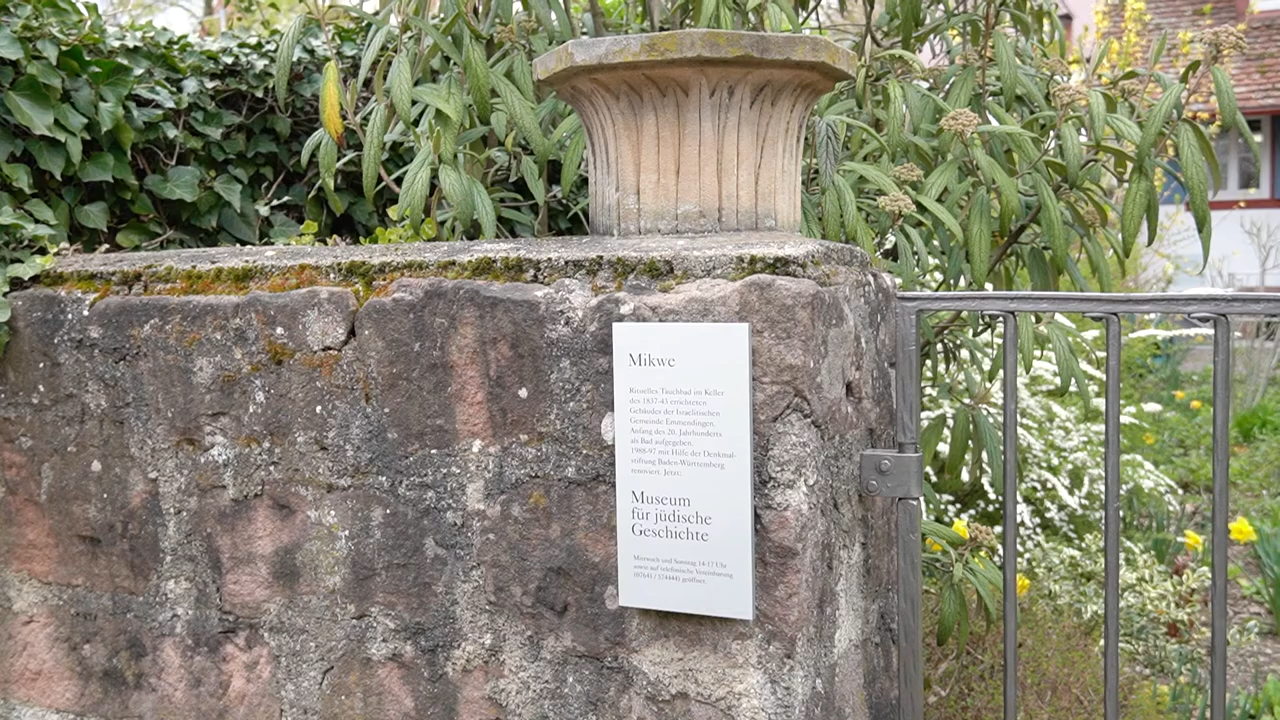 Mikwe
Rituelles Tauchbad im Keller
des 1837-43 errichteten
Gebäudes der Israelitischen
Gemeinde Emmendingen.
Anfang des 20. Jahrhunderts
als Bad aufgegeben.
1988-97 mit Hilfe der Denkmal-
stiftung Baden-Württemberg
renoviert. Jetzt:
Museum
für jüdische
Geschichte
Mittwoch und Sonntag 14-17 Uhr
sowie auf telefonische Vereinbarung
(07641 / 574444) geöffnet.